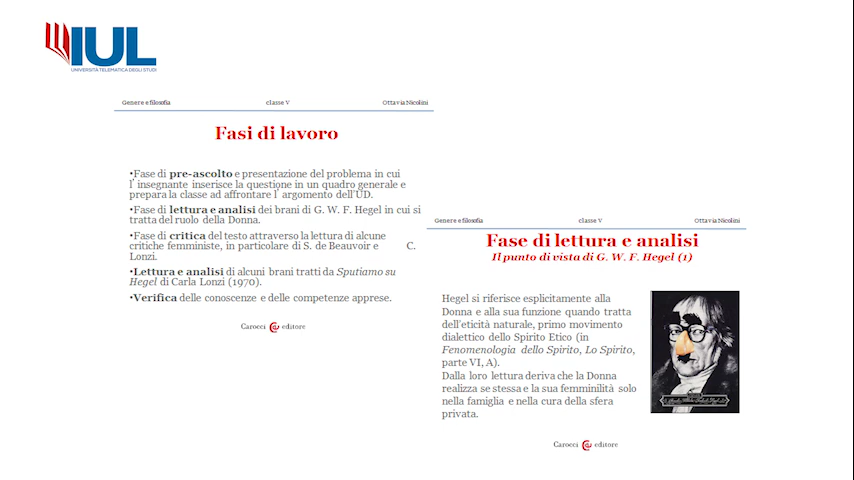 IUL
UNIVERSITÀ TELEMATICA DEGLI STUDI
Genere e filosofia classe V Ottavia Nicolini
Fasi di lavoro
•Fase di pre-ascolto e presentazione del problema in cui
l' insegnante inserisce la questione in un quadro generale e
prepara la classe ad affrontare l' argomento dell'UD.
•Fase di lettura e analisi dei brani di G. W. F. Hegel in cui si
tratta del ruolo della Donna.
•Fase di critica del testo attraverso la lettura di alcune
critiche femministe, in particolare di S. de Beauvoir e C.
Lonzi.
•Lettura e analisi di alcuni brani tratti da Sputiamo su
Hegel di Carla Lonzi (1970).
•Verifica delle conoscenze e delle competenze apprese.
Carocci editore
Genere e filosofia classe V Ottavia Nicolini
Fase di lettura e analisi
Il punto di vista di G. W. F. Hegel (1)
Hegel si riferisce esplicitamente alla
Donna e alla sua funzione quando tratta
dell'eticità naturale, primo movimento
dialettico dello Spirito Etico (in
Fenomenologia dello Spirito, Lo Spirito,
parte VI, A).
Dalla loro lettura deriva che la Donna
realizza se stessa e la sua femminilità solo
nella famiglia e nella cura della sfera
privata.
Carocci editore